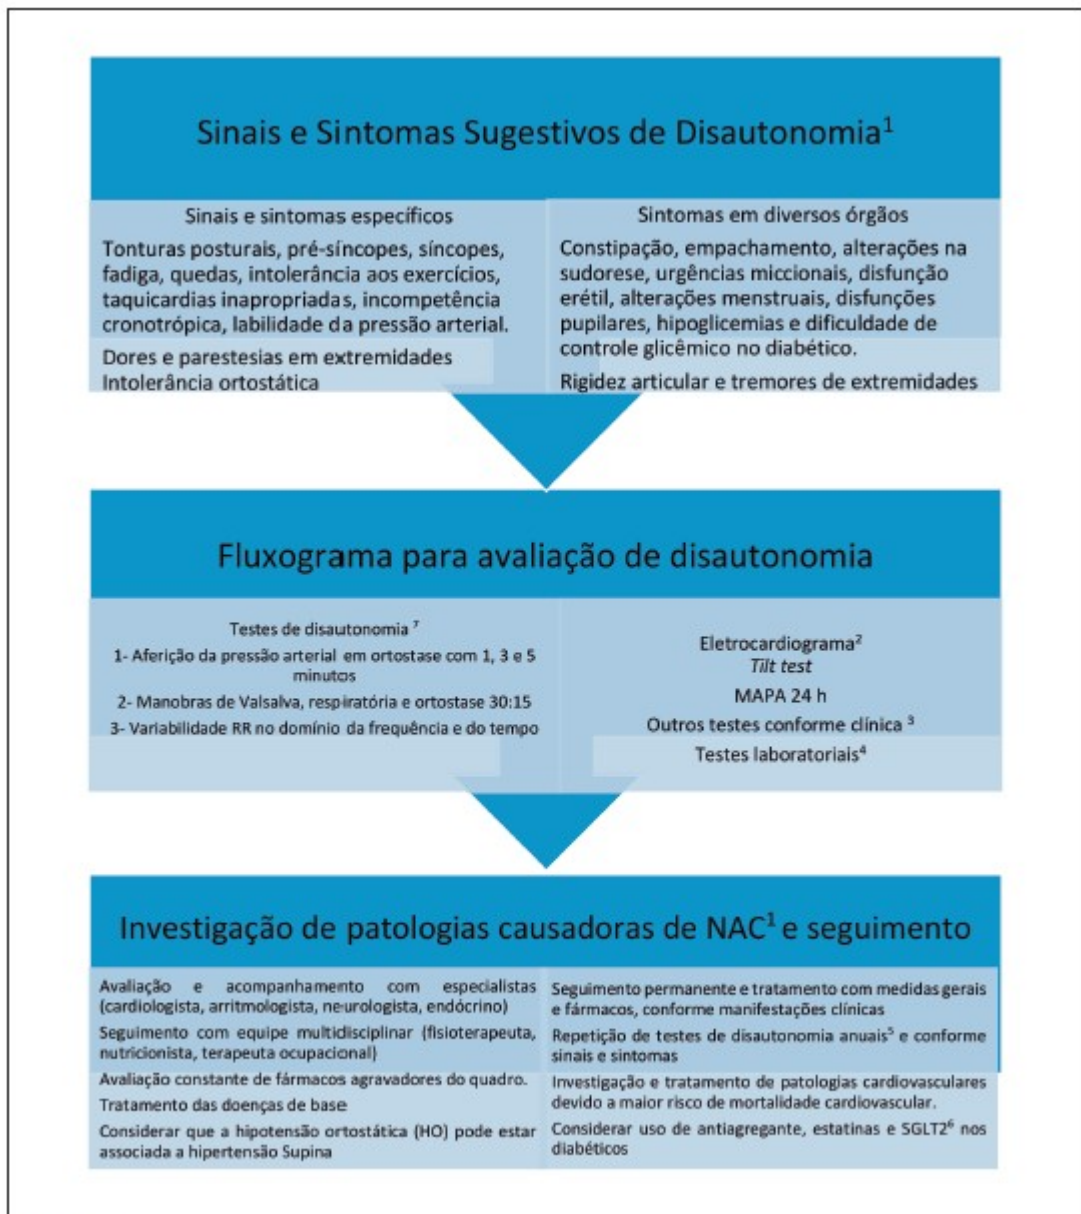 Sinais e Sintomas Sugestivos de Disautonomia¹
Sinais e sintomas específicos
Tonturas posturais, pré-síncopes, síncopes,
fadiga, quedas, intolerância aos exercícios,
taquicardias inapropriadas, incompetência
cronotrópica, labilidade da pressão arterial.
Dores e parestesias em extremidades
Intolerância ortostática
Sintomas em diversos órgãos
Constipação, empachamento, alterações na
sudorese, urgências miccionais, disfunção
erétil, alterações menstruais, disfunções
pupilares, hipoglicemias e dificuldade de
controle glicêmico no diabético.
Rigidez articular e tremores de extremidades
Fluxograma para avaliação de disautonomia
Testes de disautonomia ⁷
1- Aferição da pressão arterial em ortostase com 1, 3 e 5
minutos
2- Manobras de Valsalva, respiratória e ortostase 30:15
3- Variabilidade RR no domínio da frequência e do tempo
Eletrocardiograma²
Tilt test
MAPA 24 h
Outros testes conforme clínica ³
Testes laboratoriais⁴
Investigação de patologias causadoras de NAC¹ e seguimento
Avaliação e acompanhamento com especialistas
(cardiologista, arritmologista, neurologista, endócrino)
Seguimento com equipe multidisciplinar (fisioterapeuta,
nutricionista, terapeuta ocupacional)
Avaliação constante de fármacos agravadores do quadro.
Tratamento das doenças de base
Considerar que a hipotensão ortostática (HO) pode estar
associada a hipertensão Supina
Seguimento permanente e tratamento com medidas gerais
e fármacos, conforme manifestações clínicas
Repetição de testes de disautonomia anuais⁵ e conforme
sinais e sintomas
Investigação e tratamento de patologias cardiovasculares
devido a maior risco de mortalidade cardiovascular.
Considerar uso de antiagregante, estatinas e SGLT2⁶ nos
diabéticos